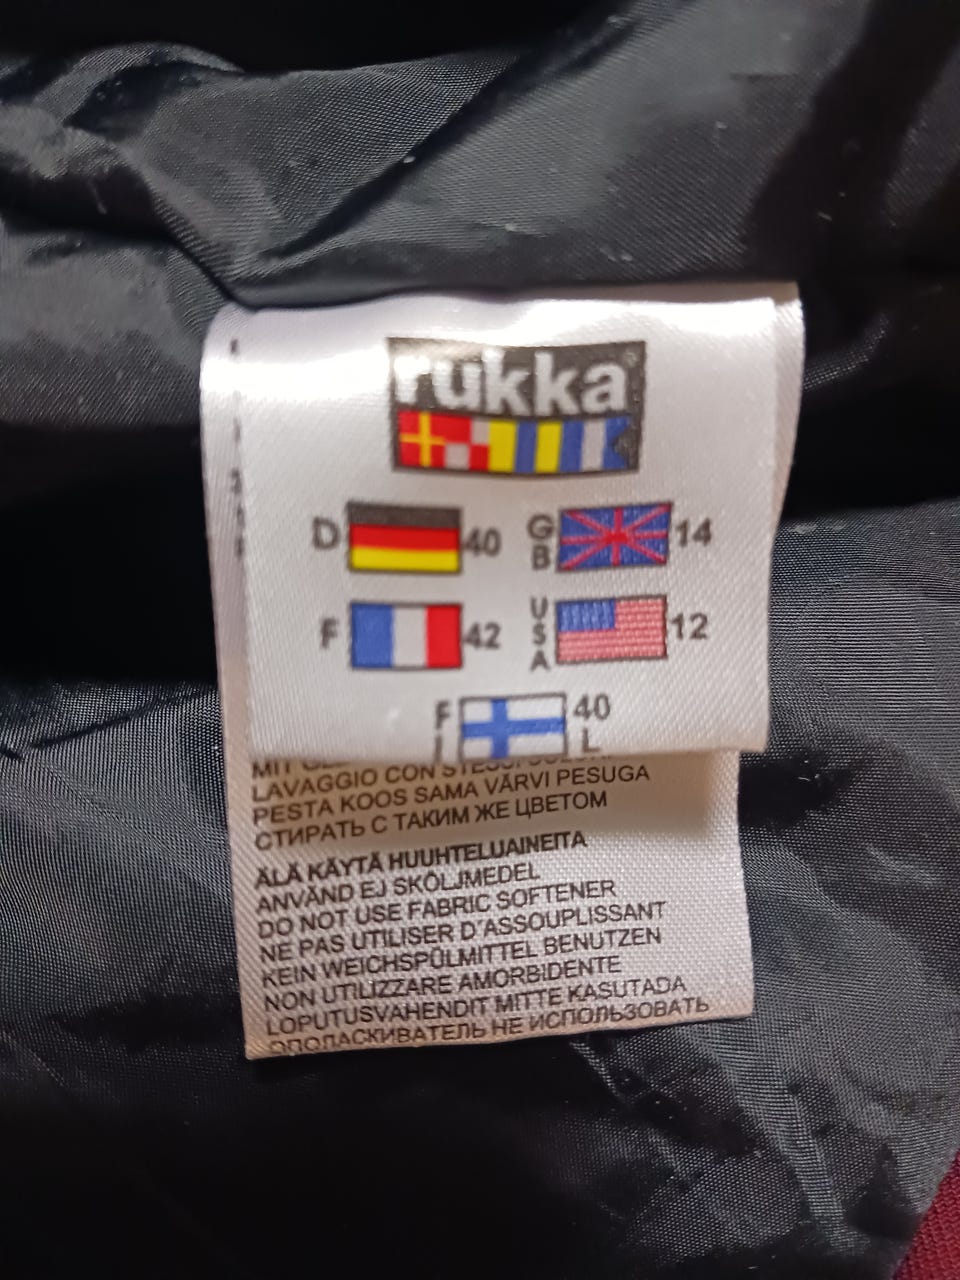 rukka®
D 40 GB 14
F 42 USA 12
FI 40 L
MIT
LAVAGGIO CON
PESTA KOOS SAMA VÄRVI PESUGA
СТИРАТЬ С ТАКИМ ЖЕ ЦВЕТОМ
ÄLÄ KÄYTÄ HUUHTELUAINEITA
ANVÄND EJ SKÖLJMEDEL
DO NOT USE FABRIC SOFTENER
NE PAS UTILISER D'ASSOUPLISSANT
KEIN WEICHSPÜLMITTEL BENUTZEN
NON UTILIZZARE AMORBIDENTE
LOPUTUSVAHENDIT MITTE KASUTADA
ОПОЛАСКИВАТЕЛЬ НЕ ИСПОЛЬЗОВАТЬ